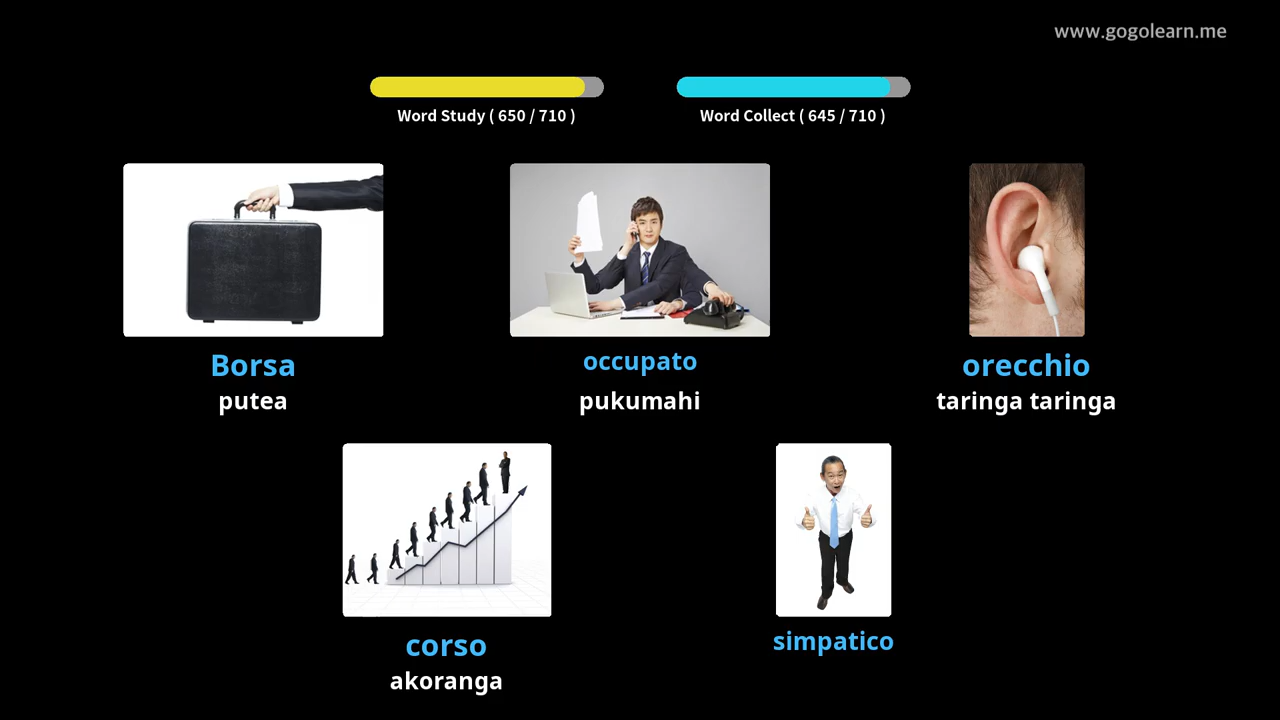 www.gogolearn.me
Word Study ( 650 / 710 )
Word Collect ( 645 / 710 )
Borsa
putea
occupato
pukumahi
orecchio
taringa taringa
corso
akoranga
simpatico